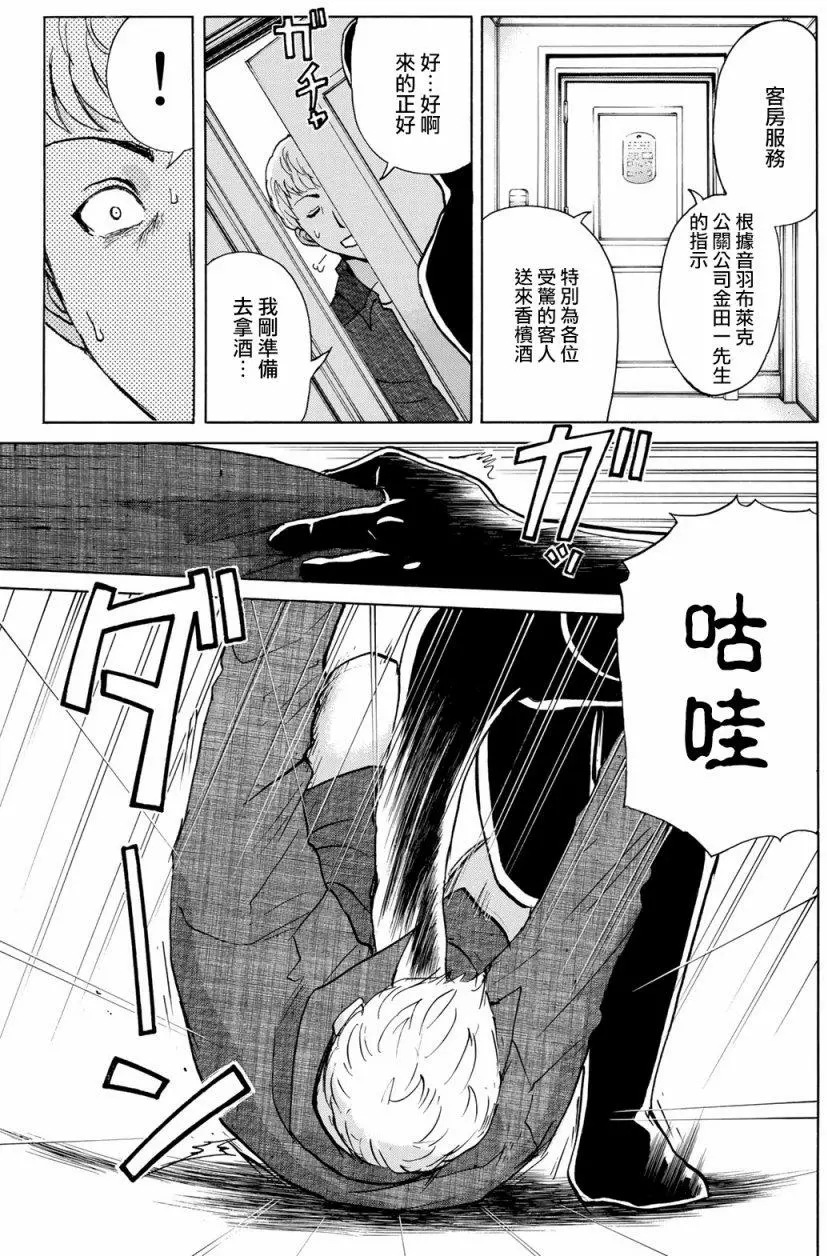 客房服務
根據音羽布萊克
公關公司金田一先生
的指示
特別為各位
受驚的客人
送來香檳酒
ガチャ
好…好啊
來的正好
我剛準備
去拿酒…
！
ガッ
咕哇
ダンッ！